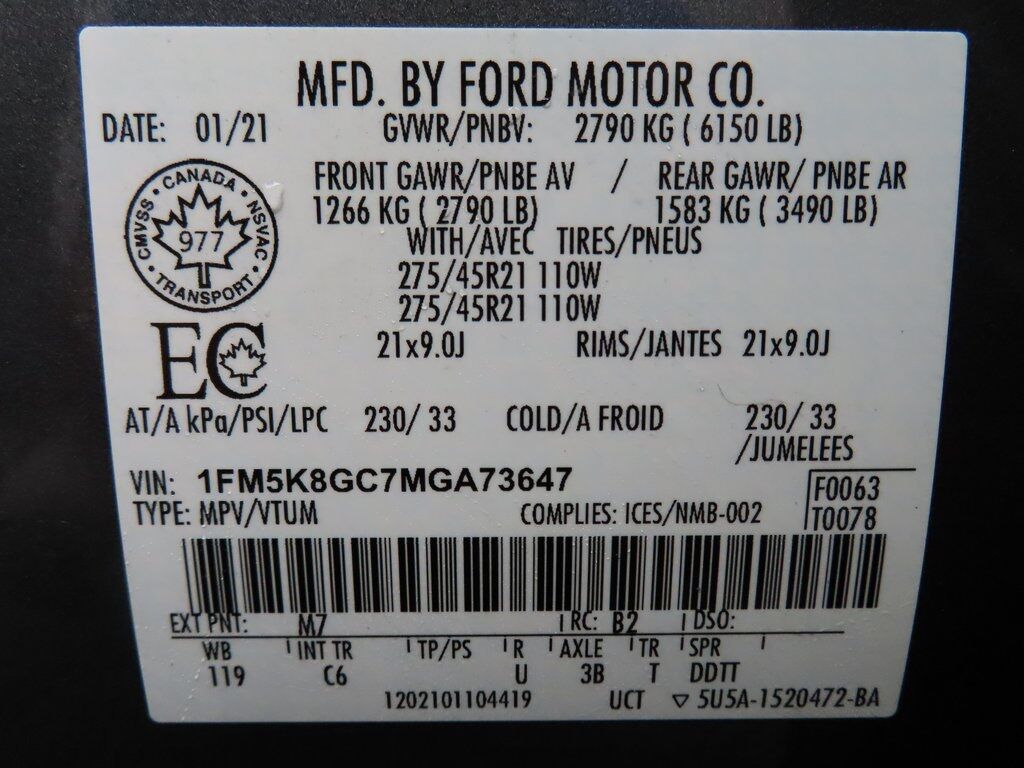 MFD. BY FORD MOTOR CO.
DATE: 01/21 GVWR/PNBV: 2790 KG ( 6150 LB)
FRONT GAWR/PNBE AV / REAR GAWR/ PNBE AR
1266 KG ( 2790 LB) 1583 KG ( 3490 LB)
WITH/AVEC TIRES/PNEUS
275/45R21 110W
275/45R21 110W
21x9.0J RIMS/JANTES 21x9.0J
CANADA · NSVAC · TRANSPORT · CMVSS ·
977
EC
AT/A kPa/PSI/LPC 230/ 33 COLD/A FROID 230/ 33
/JUMELEES
VIN: 1FM5K8GC7MGA73647 F0063
TYPE: MPV/VTUM COMPLIES: ICES/NMB-002 T0078
EXT PNT: M7 RC: B2 DSO:
WB INT TR TP/PS R AXLE TR SPR
119 C6 U 3B T DDTT
1202101104419 UCT ▽ 5U5A-1520472-BA